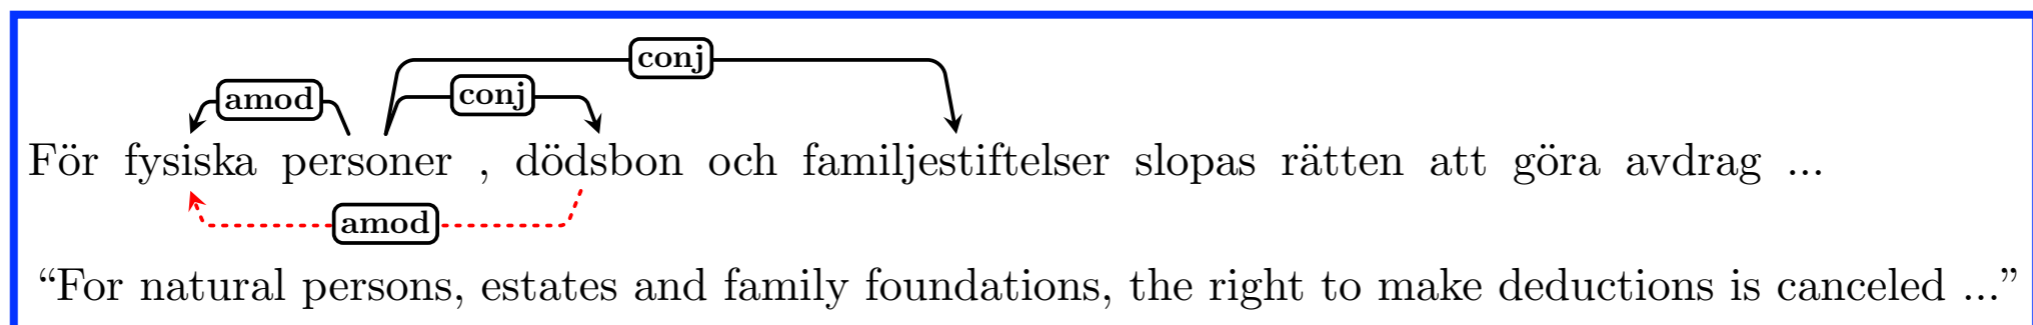 conj
amod conj
För fysiska personer , dödsbon och familjestiftelser slopas rätten att göra avdrag ...
amod
“For natural persons, estates and family foundations, the right to make deductions is canceled ...”